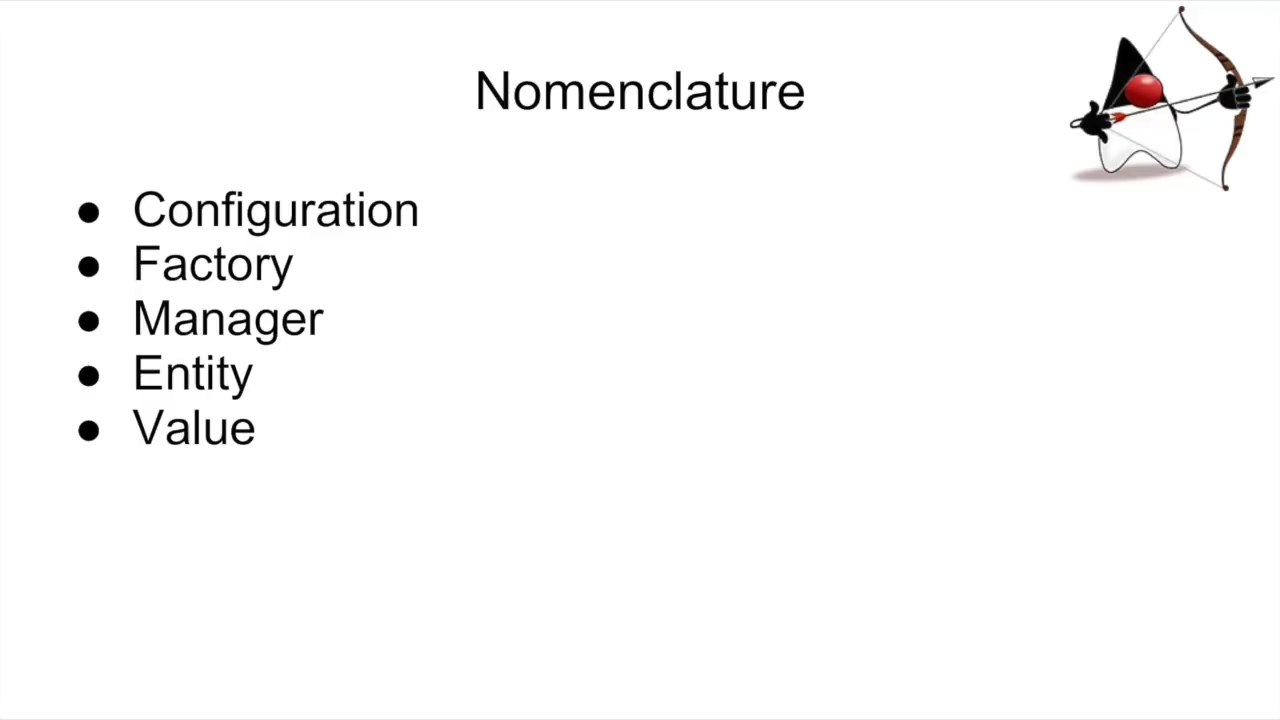 Nomenclature
● Configuration
● Factory
● Manager
● Entity
● Value